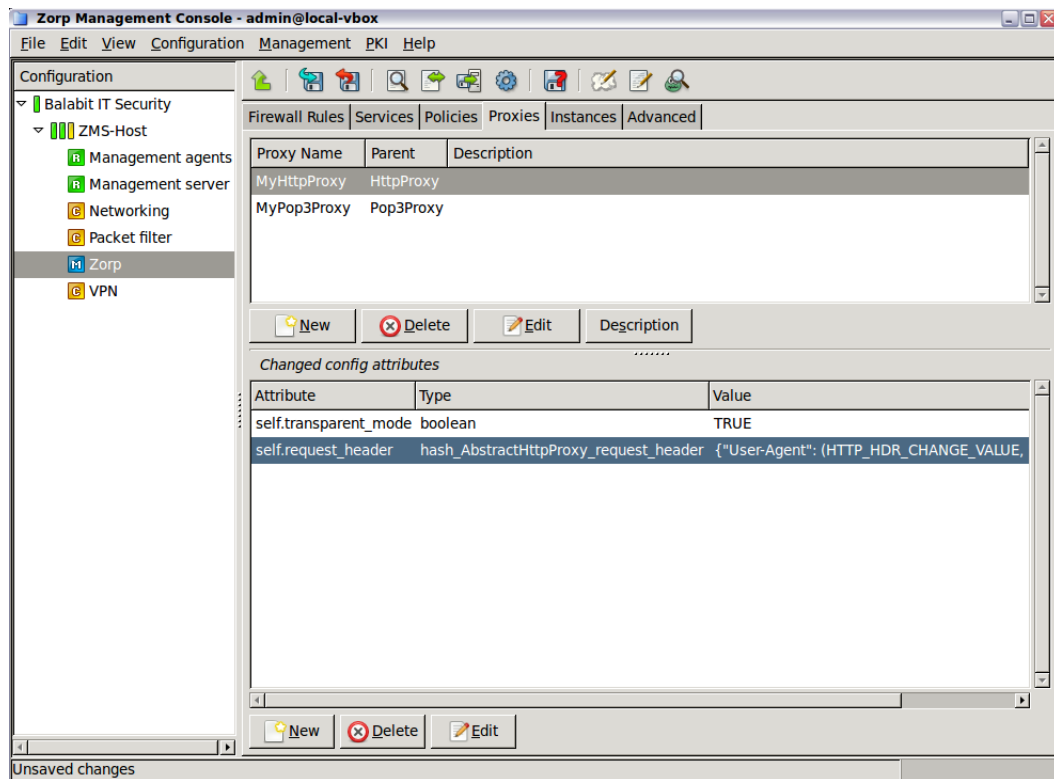 Zorp Management Console - admin@local-vbox
File Edit View Configuration Management PKI Help
Configuration
Balabit IT Security
ZMS-Host
R Management agents
R Management server
C Networking
C Packet filter
M Zorp
C VPN
Firewall Rules Services Policies Proxies Instances Advanced
Proxy Name Parent Description
MyHttpProxy HttpProxy
MyPop3Proxy Pop3Proxy
New Delete Edit Description
Changed config attributes
Attribute Type Value
self.transparent_mode boolean TRUE
self.request_header hash_AbstractHttpProxy_request_header {"User-Agent": (HTTP_HDR_CHANGE_VALUE,
New Delete Edit
Unsaved changes